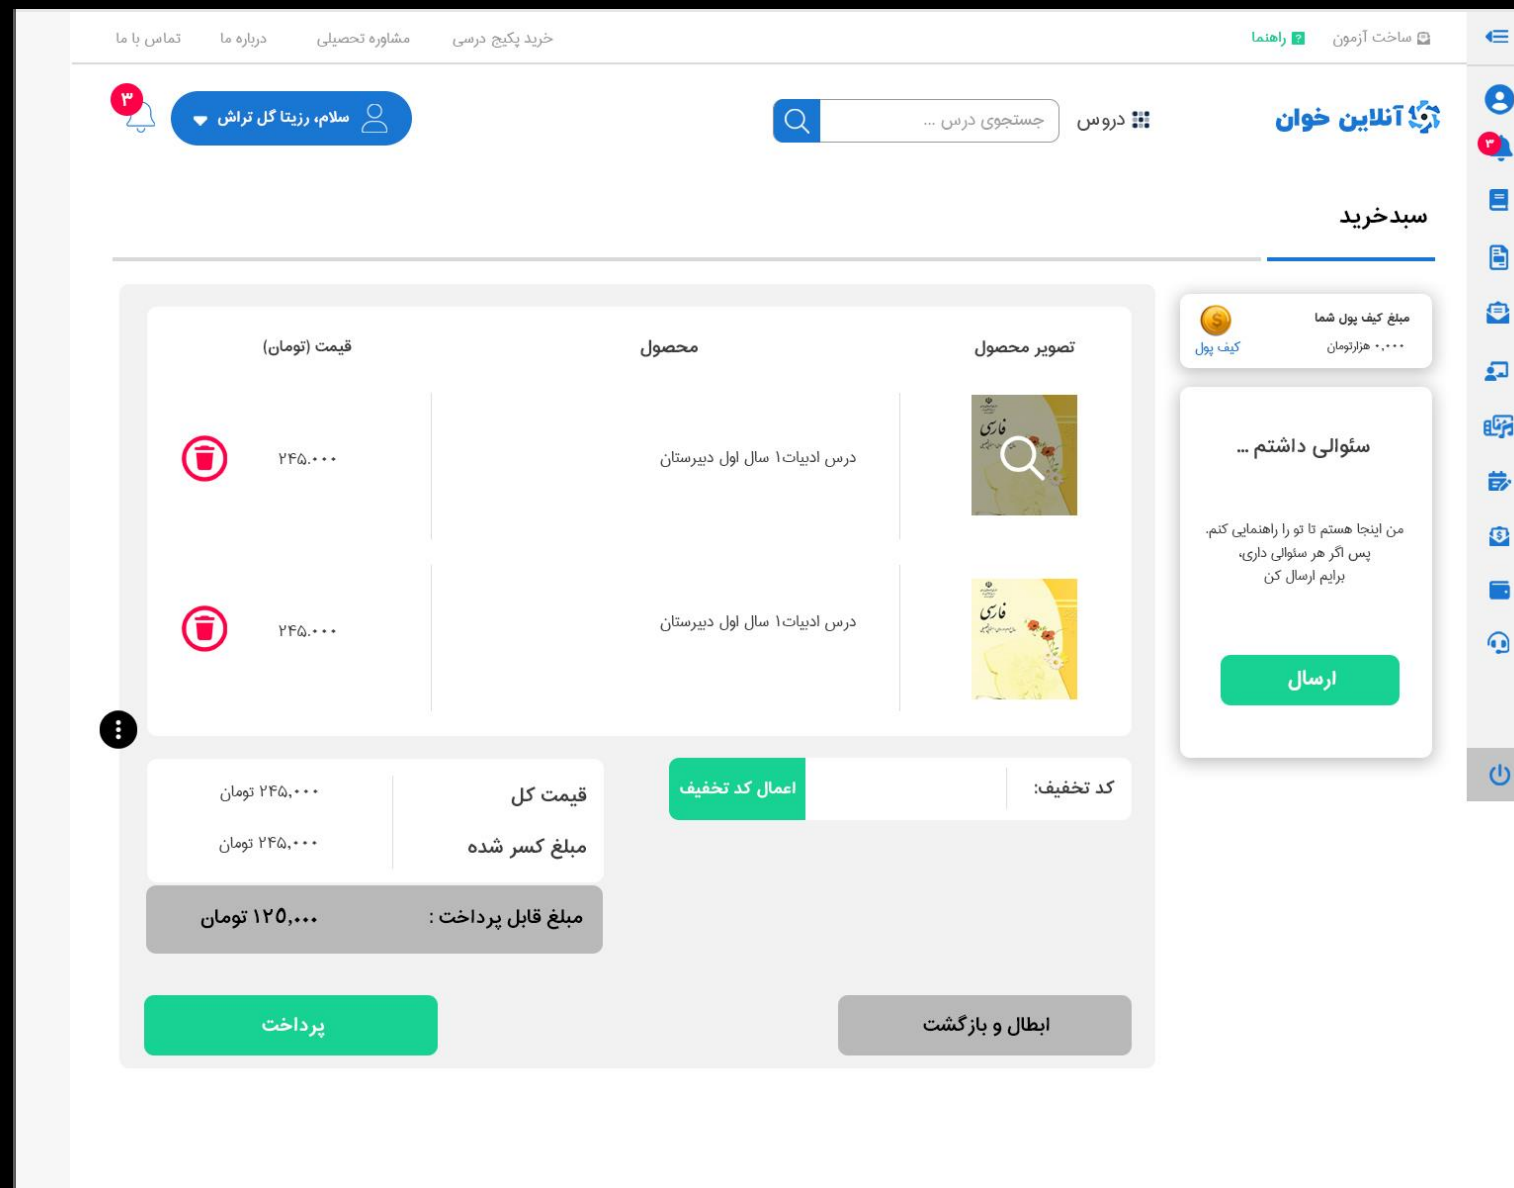 ساخت آزمون
راهنما
خرید پکیج درسی
مشاوره تحصیلی
درباره ما
تماس با ما
آنلاین خوان
دروس
جستجوی درس ...
سلام، رزیتا گل تراش
۳
۳
سبدخرید
مبلغ کیف پول شما
۰,۰۰۰ هزارتومان
کیف پول
سئوالی داشتم ...
من اینجا هستم تا تو را راهنمایی کنم.
پس اگر هر سئوالی داری،
برایم ارسال کن
ارسال
تصویر محصول
محصول
قیمت (تومان)
فارسی
درس ادبیات۱ سال اول دبیرستان
۲۴۵.۰۰۰
فارسی
درس ادبیات۱ سال اول دبیرستان
۲۴۵.۰۰۰
کد تخفیف:
اعمال کد تخفیف
قیمت کل
۲۴۵,۰۰۰ تومان
مبلغ کسر شده
۲۴۵,۰۰۰ تومان
مبلغ قابل پرداخت :
۱۲۵,۰۰۰ تومان
ابطال و بازگشت
پرداخت